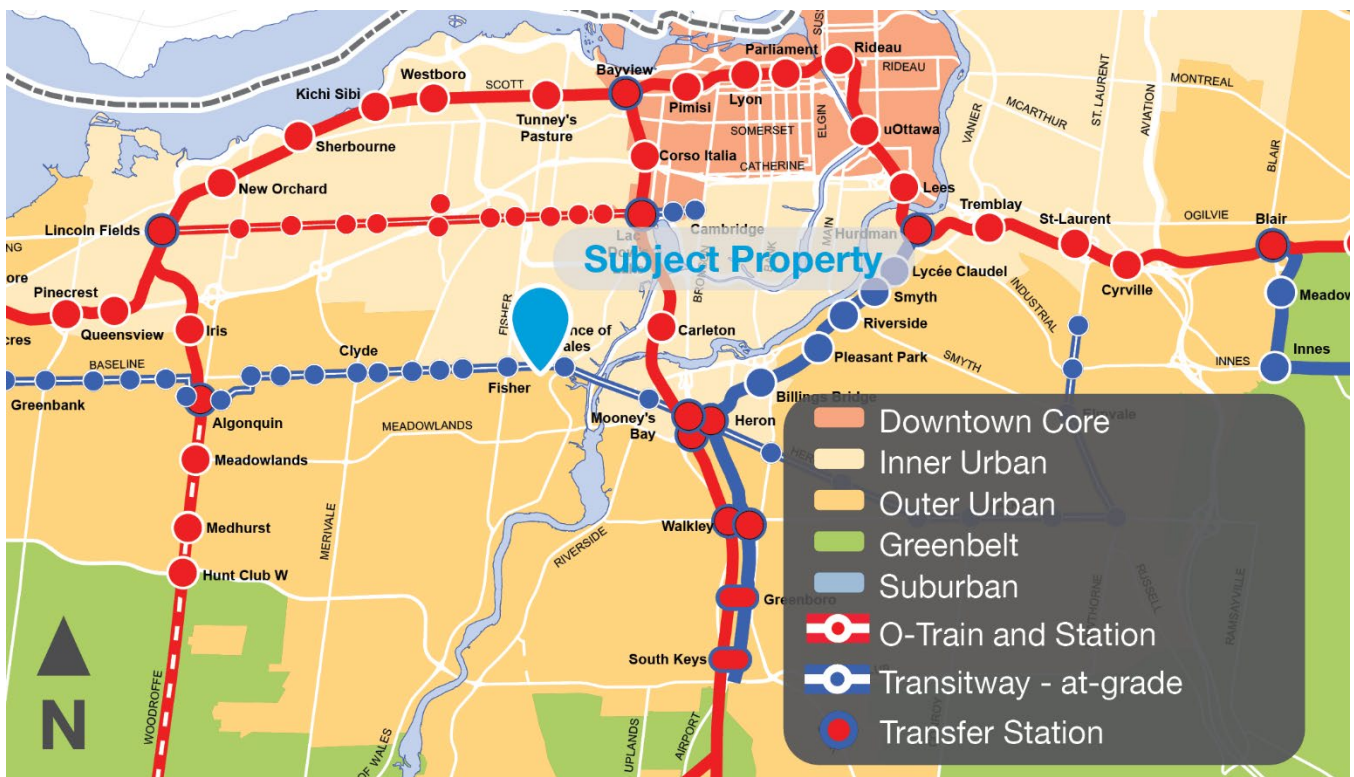 Rideau
Parliament
RIDEAU
Bayview
Westboro
SCOTT
MONTREAL
Kichi Sibi
Pimisi
Lyon
ELGIN
ST. LAURENT
AVIATION
MCARTHUR
VANIER
Tunney's
Pasture
SOMERSET
uOttawa
Sherbourne
Corso Italia
CATHERINE
BLAIR
New Orchard
Lees
Tremblay
St-Laurent
OGILVIE
Blair
Lincoln Fields
Cambridge
MAIN
Hurdman
Subject Property
Lycée Claudel
Cyrville
Smyth
Pinecrest
Queensview
Iris
FISHER
Carleton
Riverside
INDUSTRIAL
Clyde
Pleasant Park
SMYTH
INNES
Innes
BASELINE
Fisher
Greenbank
Billings Bridge
Algonquin
Mooney's
Bay
Heron
MEADOWLANDS
Downtown Core
Meadowlands
Inner Urban
Outer Urban
Medhurst
MERIVALE
RIVERSIDE
Walkley
Greenbelt
Hunt Club W
Suburban
Greenboro
RUSSELL
RAMSAYVILLE
O-Train and Station
South Keys
Transitway - at-grade
N
WOODROFFE
OF WALES
UPLANDS
AIRPORT
Transfer Station